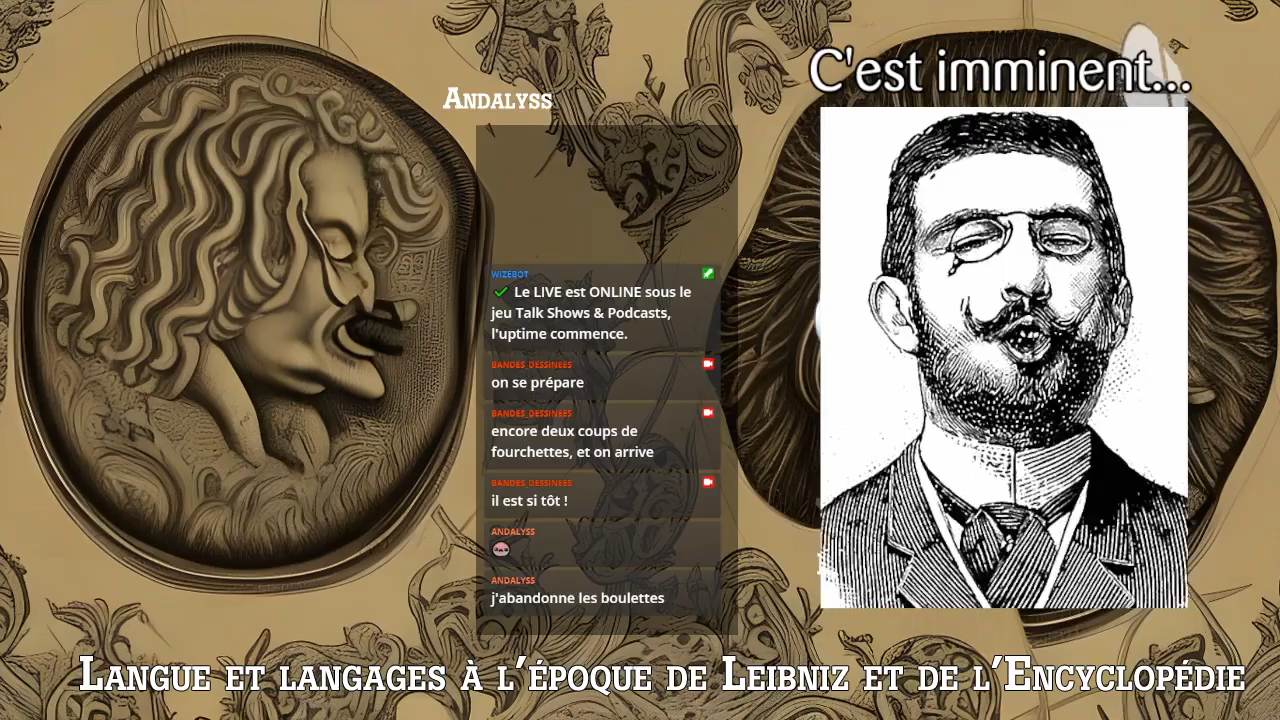 C'est imminent...
Andalyss
WIZEBOT
Le LIVE est ONLINE sous le
jeu Talk Shows & Podcasts,
l'uptime commence.
BANDES_DESSINEES
on se prépare
BANDES_DESSINEES
encore deux coups de
fourchettes, et on arrive
BANDES_DESSINEES
il est si tôt !
ANDALYSS
ANDALYSS
j'abandonne les boulettes
Langue et langages à l'époque de Leibniz et de l'Encyclopédie